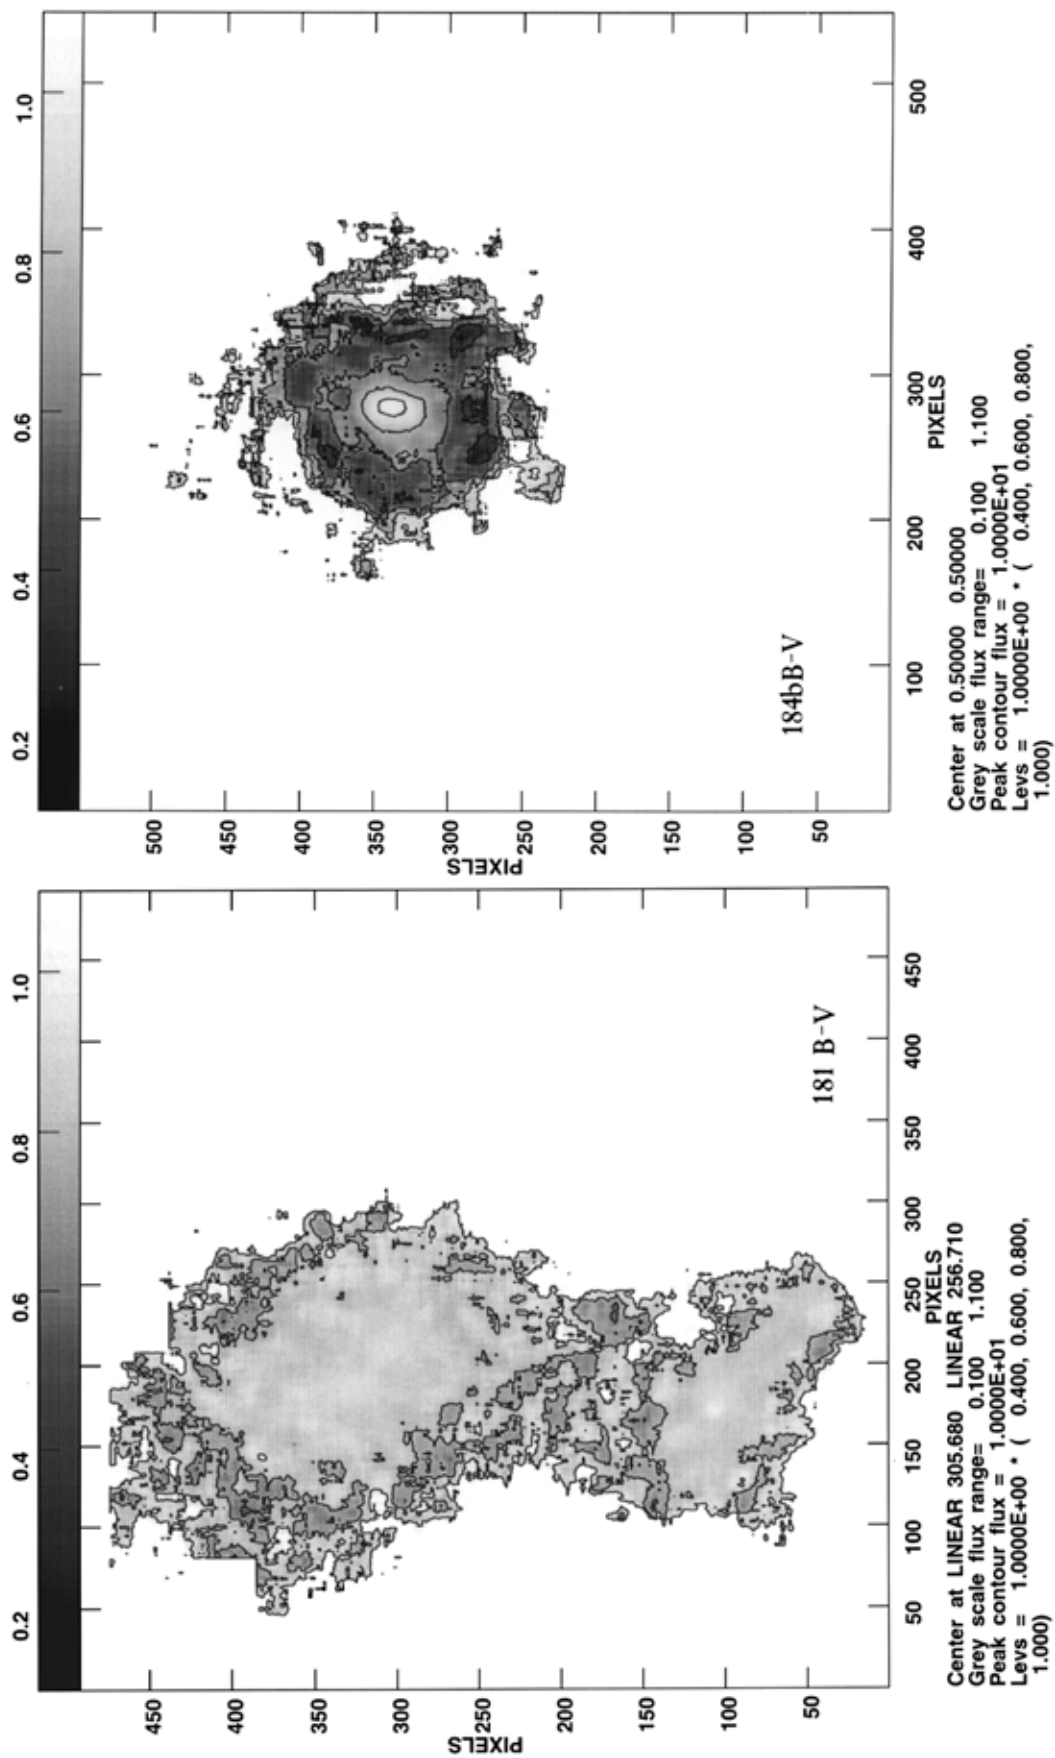 0.2 0.4 0.6 0.8 1.0
500
450
400
350
300
250
200
150
100
50
PIXELS
184bB-V
100 200 300 400 500
PIXELS
Center at 0.50000 0.50000
Grey scale flux range= 0.100 1.100
Peak contour flux = 1.0000E+01
Levs = 1.0000E+00 * ( 0.400, 0.600, 0.800,
1.000)
0.2 0.4 0.6 0.8 1.0
450
400
350
300
250
200
150
100
50
PIXELS
181 B-V
50 100 150 200 250 300 350 400 450
PIXELS
Center at LINEAR 305.680 LINEAR 256.710
Grey scale flux range= 0.100 1.100
Peak contour flux = 1.0000E+01
Levs = 1.0000E+00 * ( 0.400, 0.600, 0.800,
1.000)